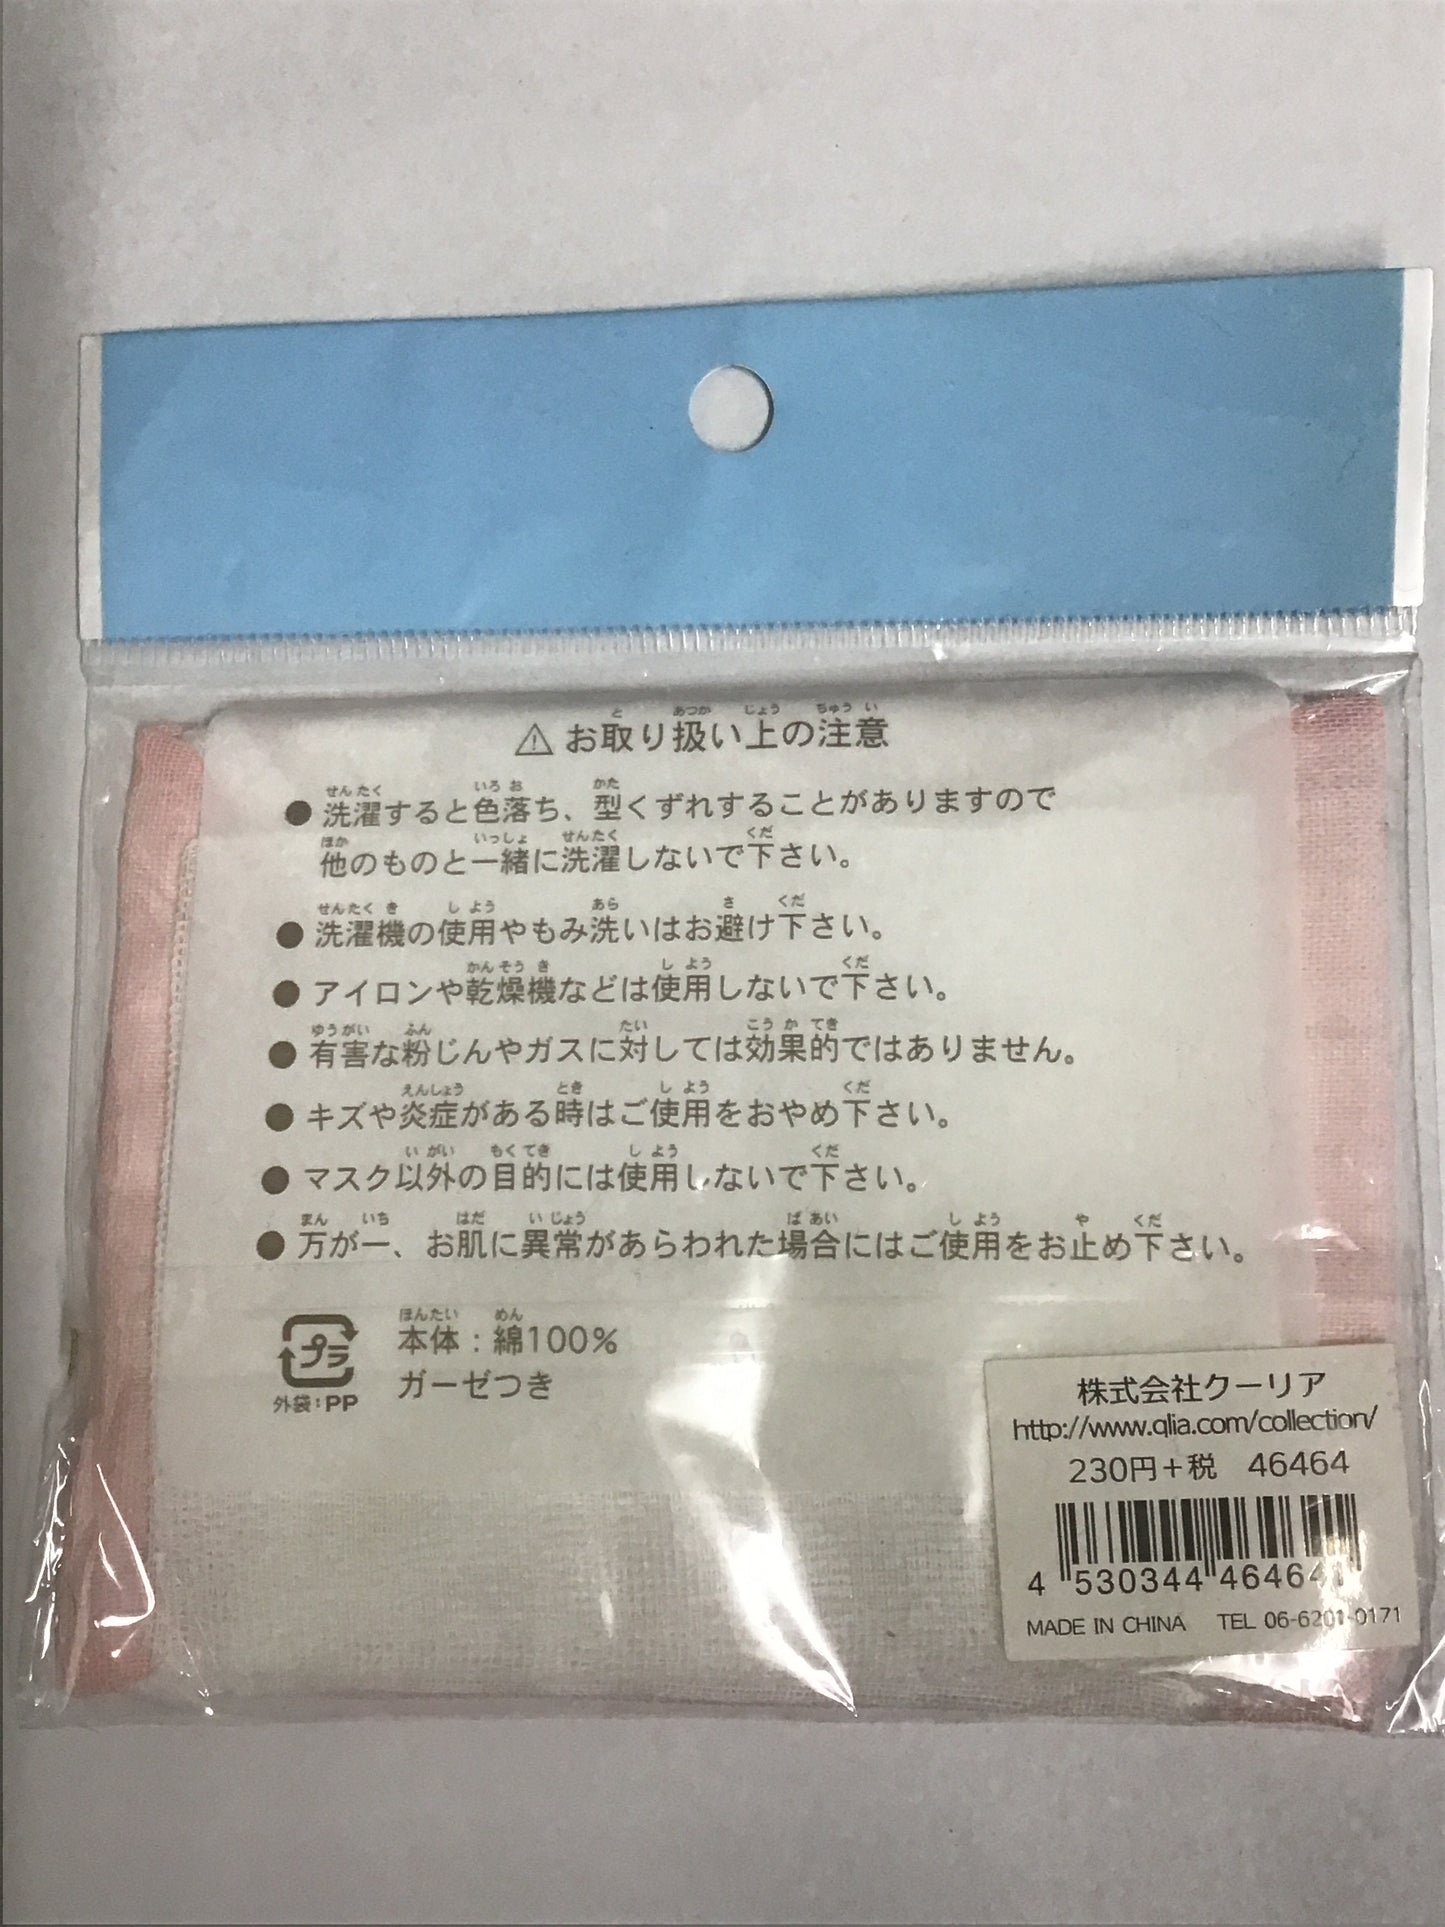 ⚠お取り扱い上の注意
●洗濯すると色落ち、型くずれすることがありますので
他のものと一緒に洗濯しないで下さい。
●洗濯機の使用やもみ洗いはお避け下さい。
●アイロンや乾燥機などは使用しないで下さい。
●有害な粉じんやガスに対しては効果的ではありません。
●キズや炎症がある時はご使用をおやめ下さい。
●マスク以外の目的には使用しないで下さい。
●万が一、お肌に異常があらわれた場合にはご使用をお止め下さい。
プラ
外袋:PP
本体:綿100%
ガーゼつき
株式会社クーリア
http://www.qlia.com/collection/
230円+税 46464
4 530344 464641
MADE IN CHINA TEL 06-6201-0171